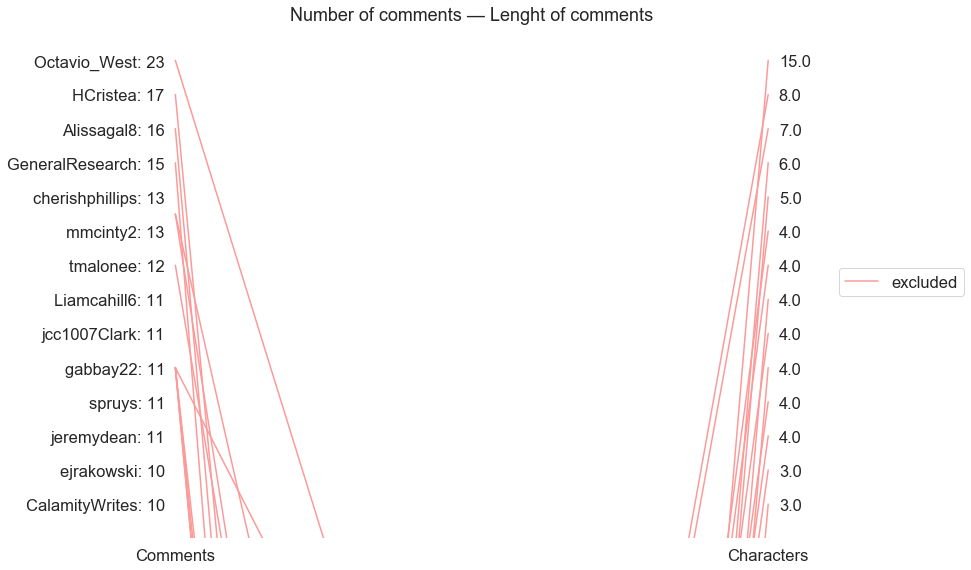 Number of comments — Lenght of comments
Octavio_West: 23
15.0
HCristea: 17
8.0
Alissagal8: 16
7.0
GeneralResearch: 15
6.0
cherishphillips: 13
5.0
mmcinty2: 13
4.0
tmalonee: 12
4.0
Liamcahill6: 11
4.0
jcc1007Clark: 11
4.0
gabbay22: 11
4.0
spruys: 11
4.0
jeremydean: 11
4.0
ejrakowski: 10
3.0
CalamityWrites: 10
3.0
excluded
Comments
Characters